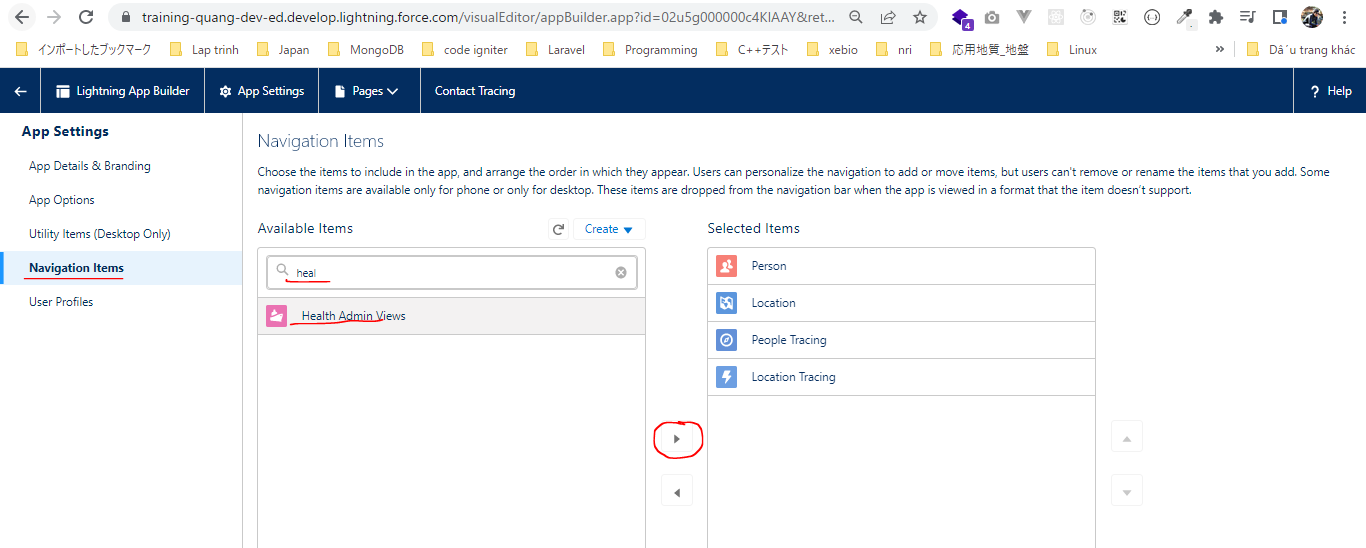 training-quang-dev-ed.develop.lightning.force.com/visualEditor/appBuilder.app?id=02u5g000000c4KIAAY&ret...
4
インポートしたブックマーク Lap trinh Japan MongoDB code igniter Laravel Programming C++テスト xebio nri 応用地質_地盤 Linux » Dấu trang khác
Lightning App Builder App Settings Pages Contact Tracing ? Help
App Settings
App Details & Branding
App Options
Utility Items (Desktop Only)
Navigation Items
User Profiles
Navigation Items
Choose the items to include in the app, and arrange the order in which they appear. Users can personalize the navigation to add or move items, but users can't remove or rename the items that you add. Some
navigation items are available only for phone or only for desktop. These items are dropped from the navigation bar when the app is viewed in a format that the item doesn't support.
Available Items
Create
heal
Health Admin Views
Selected Items
Person
Location
People Tracing
Location Tracing